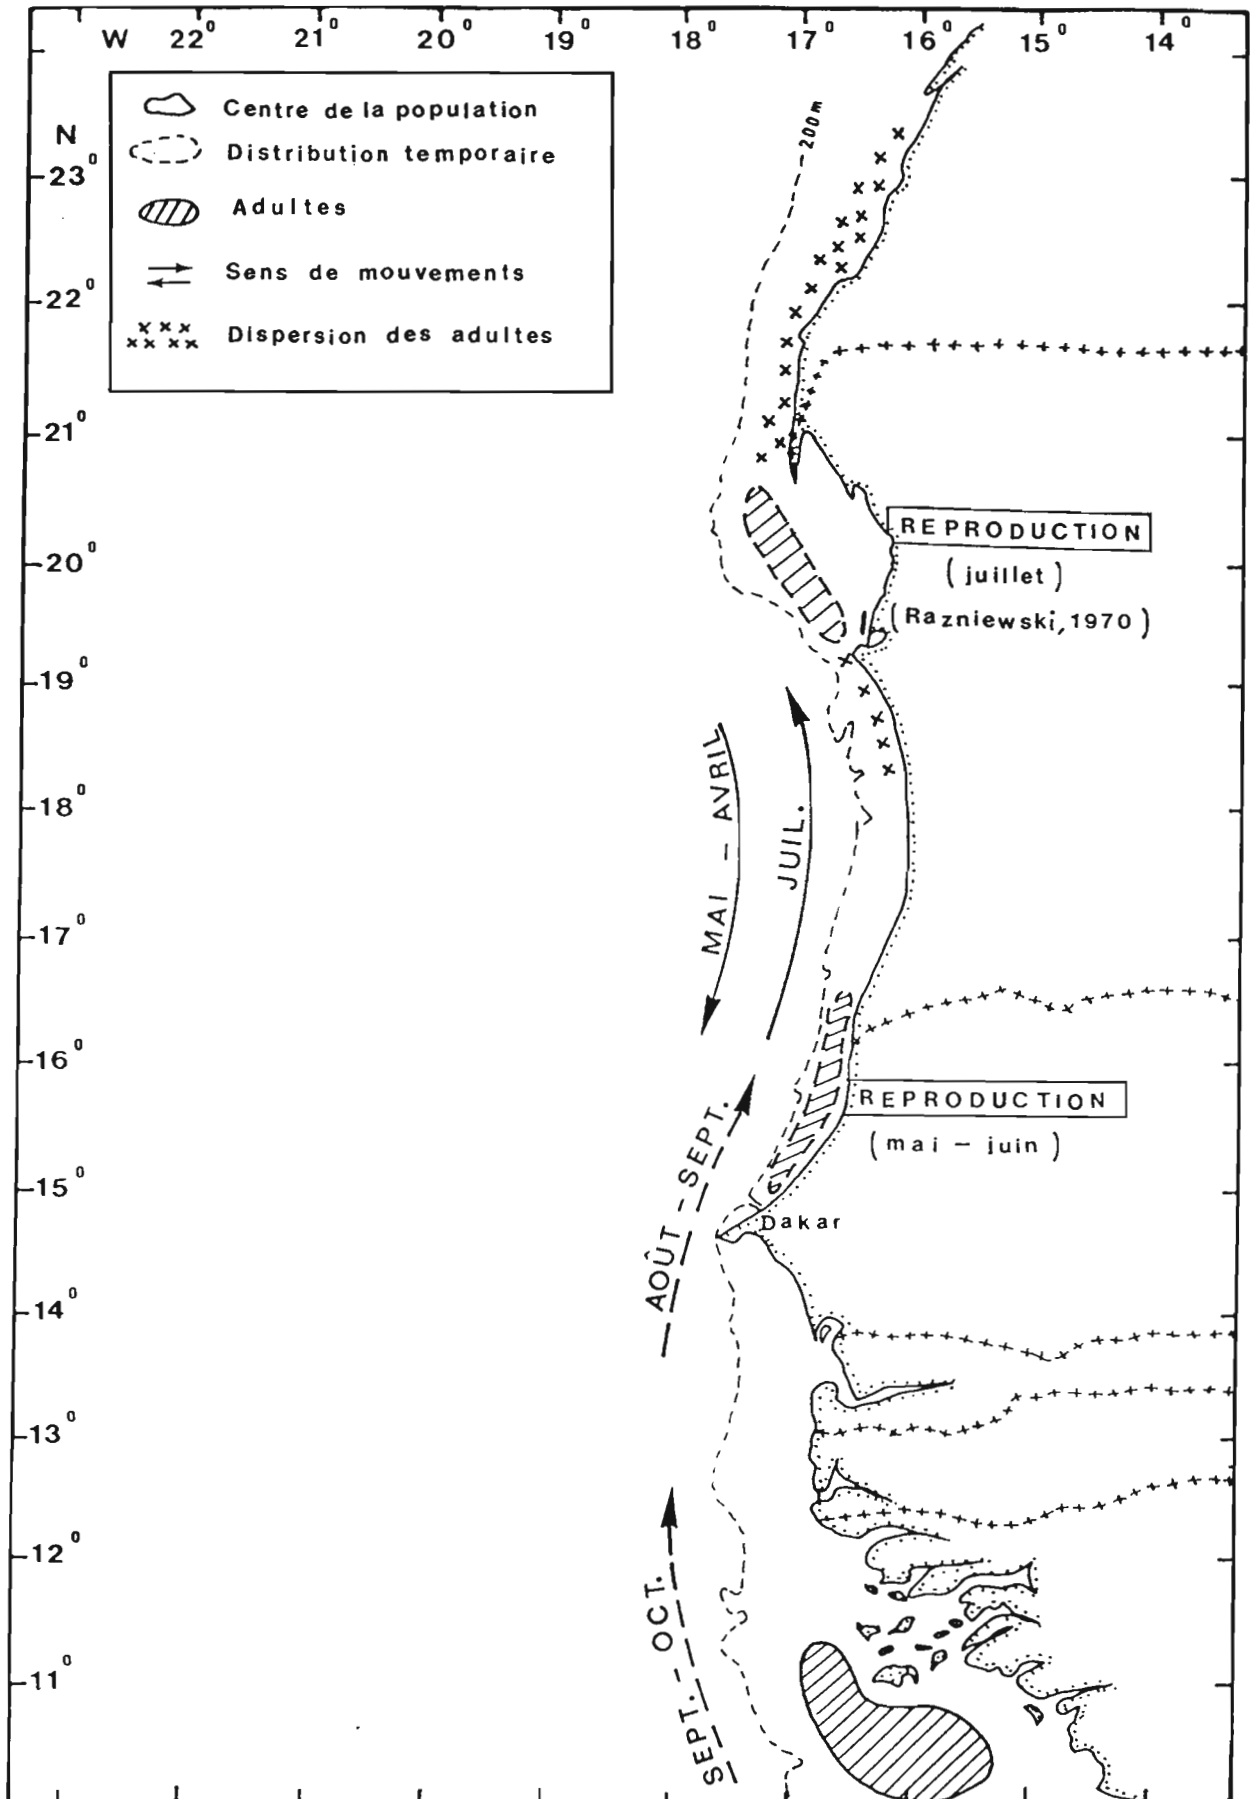 W 22° 21° 20° 19° 18° 17° 16° 15° 14°
N
Centre de la population
Distribution temporaire
Adultes
Sens de mouvements
Dispersion des adultes
200m
-23°
-22°
-21°
-20°
-19°
-18°
-17°
-16°
-15°
-14°
-13°
-12°
-11°
REPRODUCTION
(juillet)
(Razniewski, 1970)
MAI - AVRIL
JUIL.
REPRODUCTION
(mai - juin)
AOÛT - SEPT.
Dakar
SEPT. - OCT.